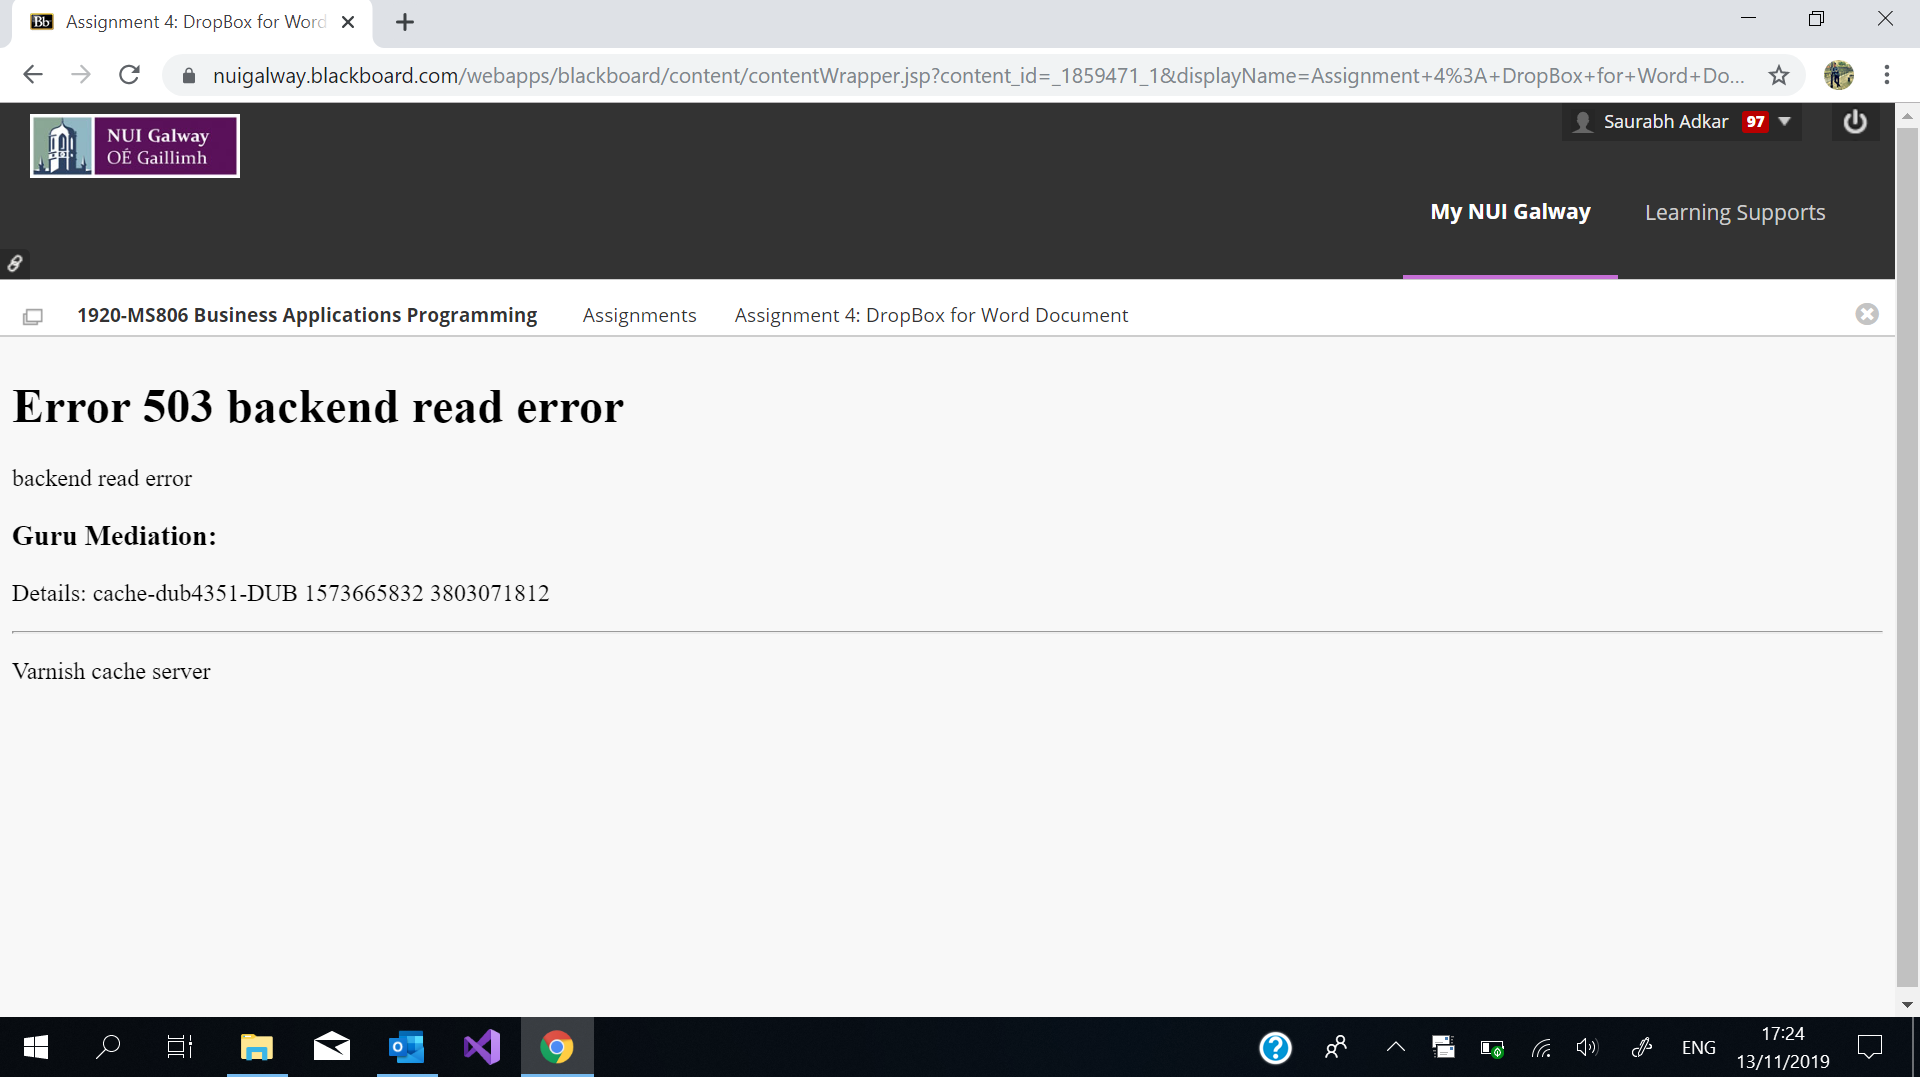 Bb Assignment 4: DropBox for Word
nuigalway.blackboard.com/webapps/blackboard/content/contentWrapper.jsp?content_id=_1859471_1&displayName=Assignment+4%3A+DropBox+for+Word+Do...
NUI Galway
OÉ Gaillimh
Saurabh Adkar 97
My NUI Galway Learning Supports
1920-MS806 Business Applications Programming Assignments Assignment 4: DropBox for Word Document
Error 503 backend read error
backend read error
Guru Mediation:
Details: cache-dub4351-DUB 1573665832 3803071812
Varnish cache server
ENG
17:24
13/11/2019